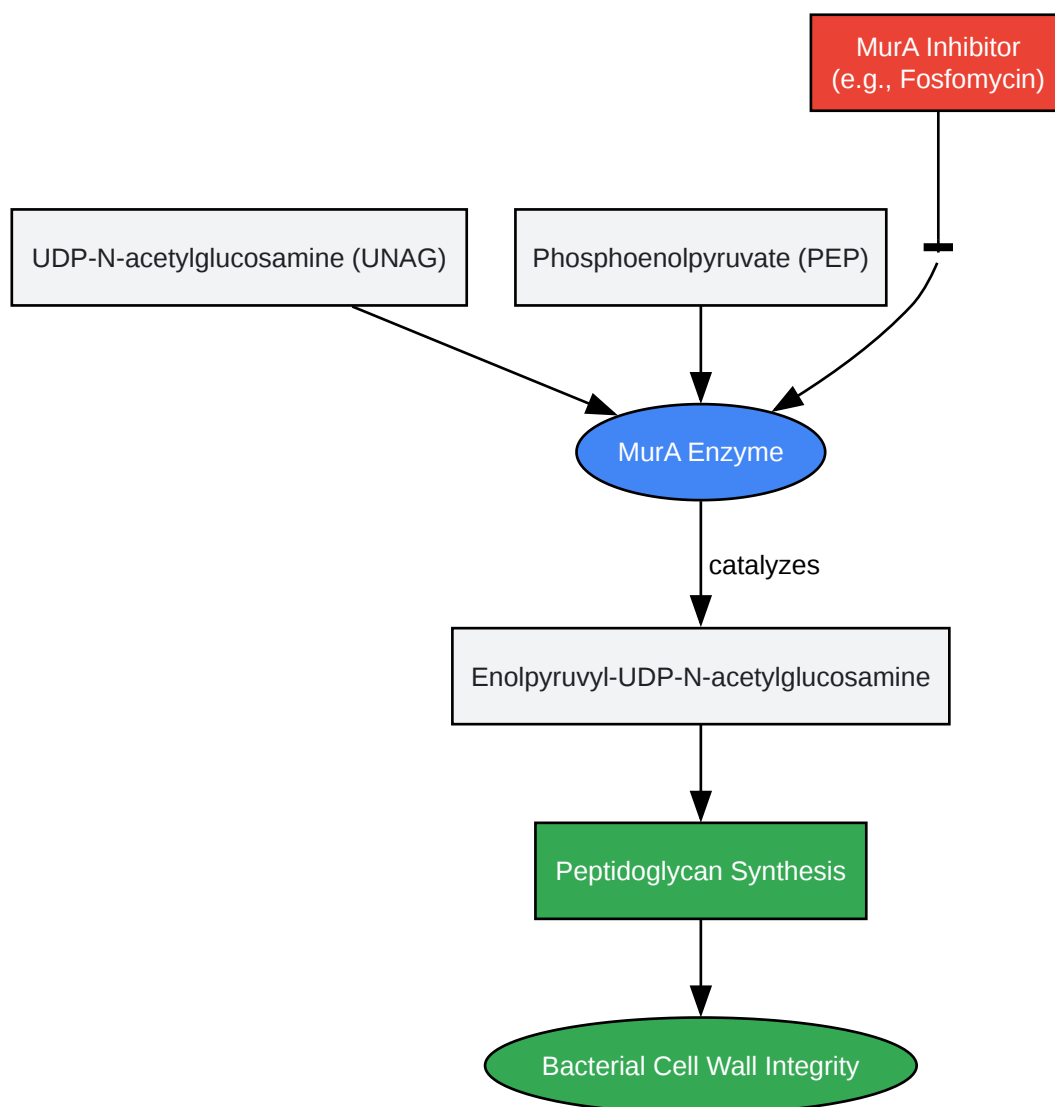 MurA Inhibitor
(e.g., Fosfomycin)
UDP-N-acetylglucosamine (UNAG)
Phosphoenolpyruvate (PEP)
MurA Enzyme
catalyzes
Enolpyruvyl-UDP-N-acetylglucosamine
Peptidoglycan Synthesis
Bacterial Cell Wall Integrity